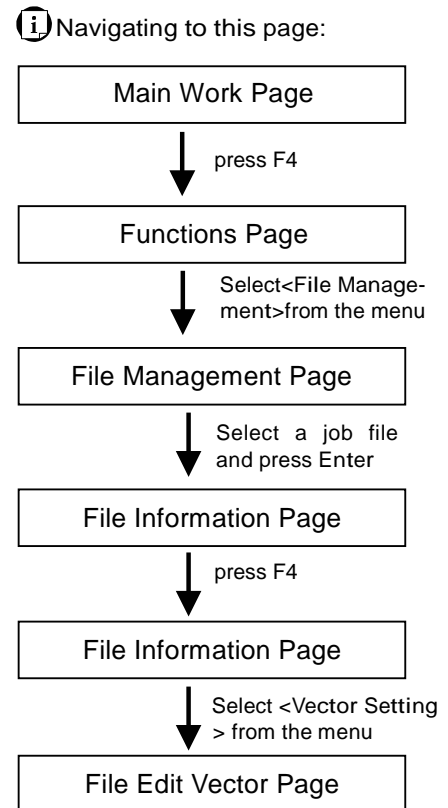 i Navigating to this page:
Main Work Page
press F4
Functions Page
Select<File Manage-
ment>from the menu
File Management Page
Select a job file
and press Enter
File Information Page
press F4
File Information Page
Select <Vector Setting
> from the menu
File Edit Vector Page